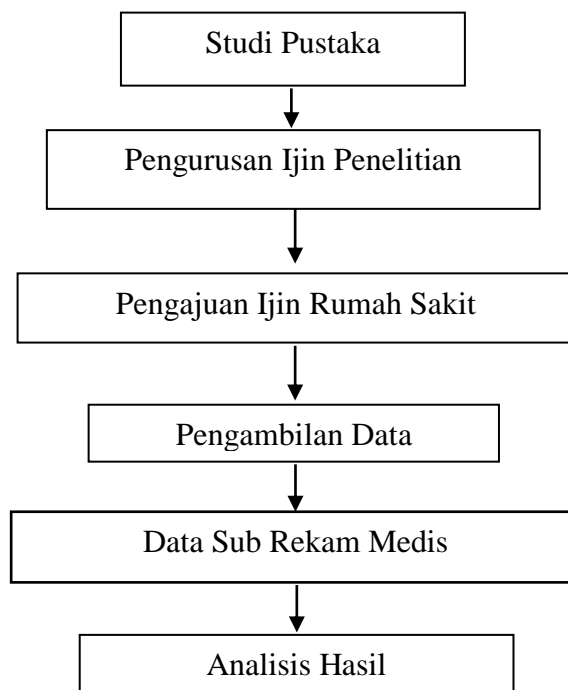 Studi Pustaka
Pengurusan Ijin Penelitian
Pengajuan Ijin Rumah Sakit
Pengambilan Data
Data Sub Rekam Medis
Analisis Hasil